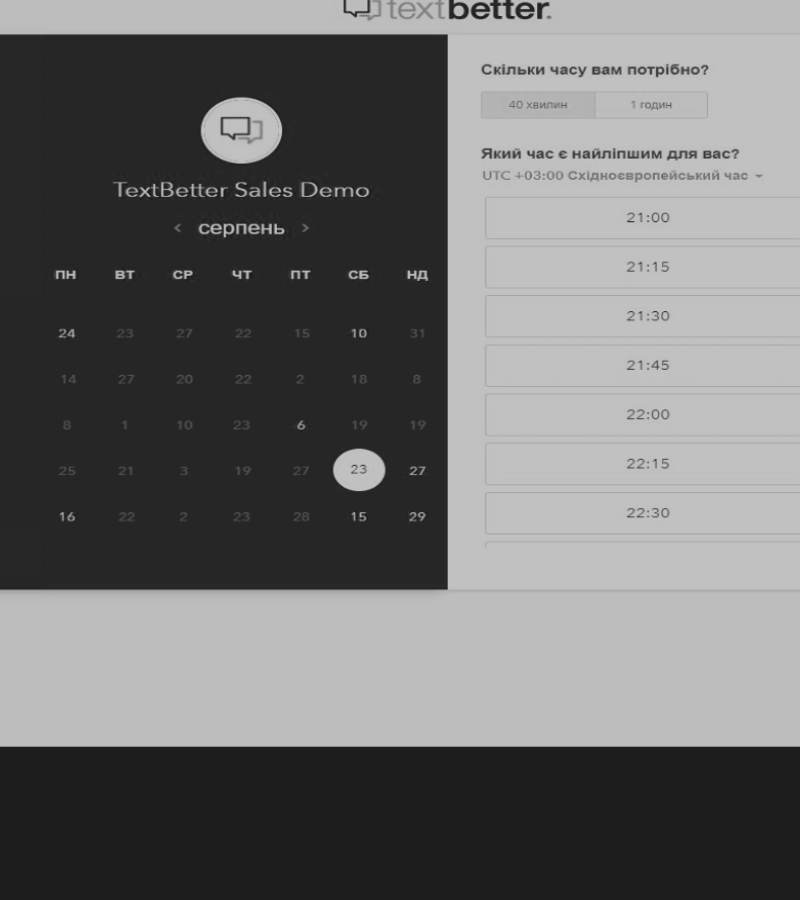 textbetter.
TextBetter Sales Demo
< серпень >
ПН ВТ СР ЧТ ПТ СБ НД
24 23 27 22 15 10 31
14 27 20 22 2 18 8
8 1 10 23 6 19 19
25 21 3 19 27 23 27
16 22 2 23 28 15 29
Скільки часу вам потрібно?
40 хвилин 1 годин
Який час є найліпшим для вас?
UTC +03:00 Східноєвропейський час
21:00
21:15
21:30
21:45
22:00
22:15
22:30